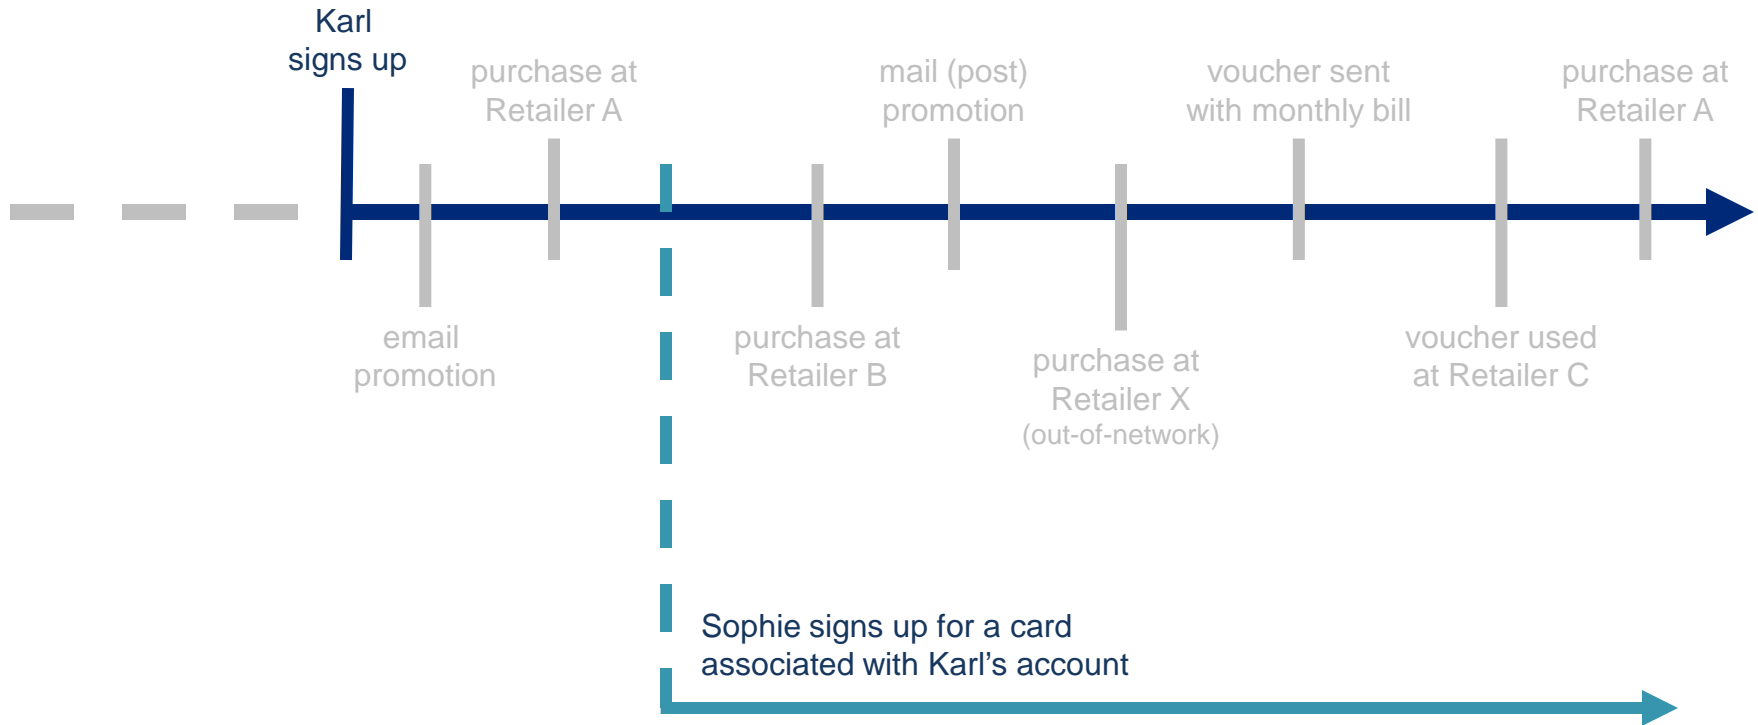 Karl
signs up
purchase at
Retailer A
mail (post)
promotion
voucher sent
with monthly bill
purchase at
Retailer A
email
promotion
purchase at
Retailer B
purchase at
Retailer X
(out-of-network)
voucher used
at Retailer C
Sophie signs up for a card
associated with Karl’s account